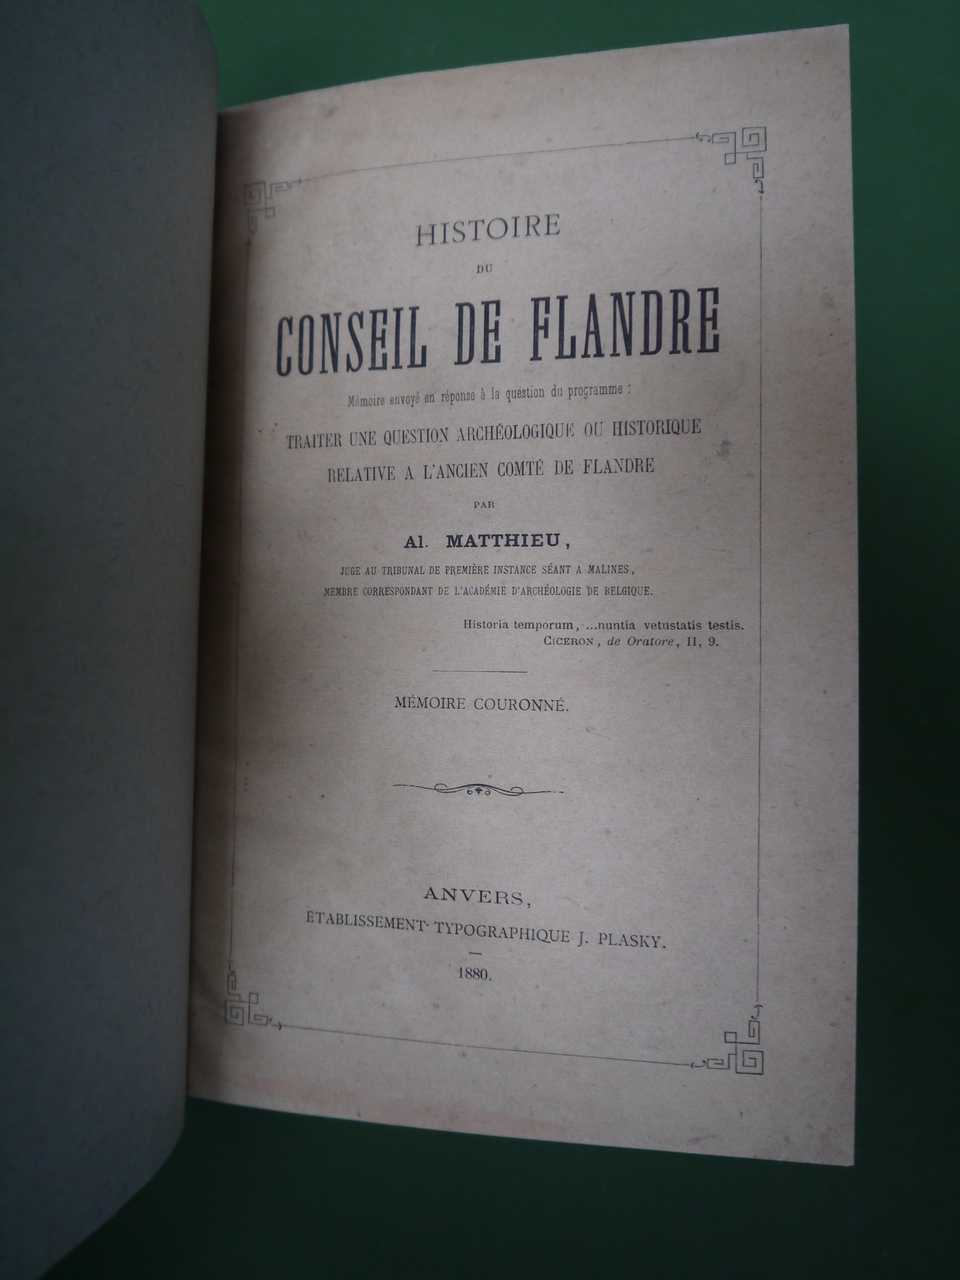 HISTOIRE
DU
CONSEIL DE FLANDRE
Mémoire envoyé en réponse à la question du programme :
TRAITER UNE QUESTION ARCHÉOLOGIQUE OU HISTORIQUE
RELATIVE A L'ANCIEN COMTÉ DE FLANDRE
PAR
Al. MATTHIEU,
JUGE AU TRIBUNAL DE PREMIÈRE INSTANCE SÉANT A MALINES,
MEMBRE CORRESPONDANT DE L'ACADÉMIE D'ARCHÉOLOGIE DE BELGIQUE.
Historia temporum, ...nuntia vetustatis testis.
CICERON, de Oratore, II, 9.
MÉMOIRE COURONNÉ.
ANVERS,
ETABLISSEMENT TYPOGRAPHIQUE J. PLASKY.
1880.